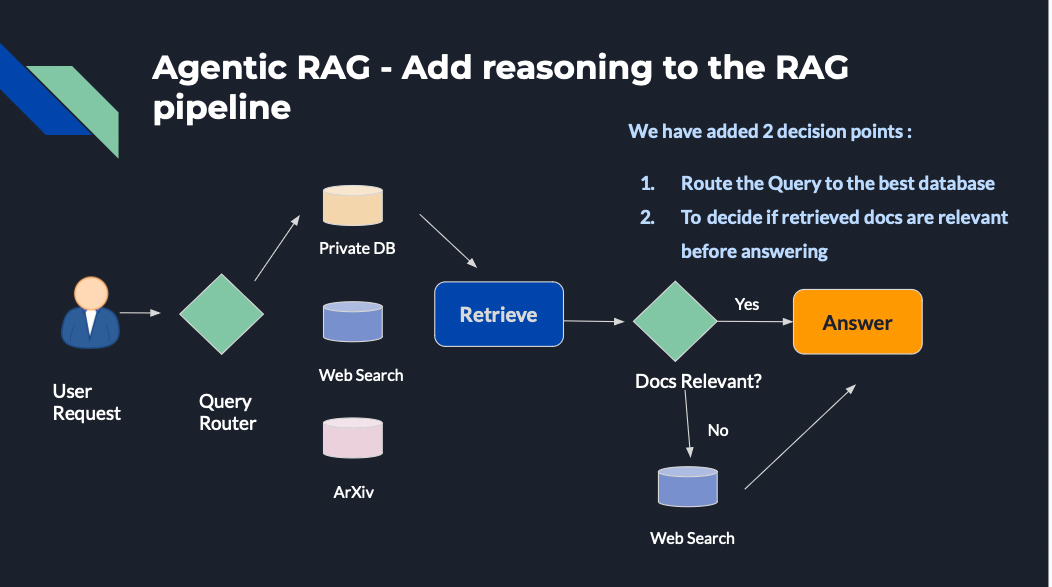 Agentic RAG - Add reasoning to the RAG
pipeline
We have added 2 decision points :
1. Route the Query to the best database
2. To decide if retrieved docs are relevant
before answering
Private DB
Yes
Retrieve
Answer
Web Search
Docs Relevant?
User
Request
Query
Router
No
ArXiv
Web Search